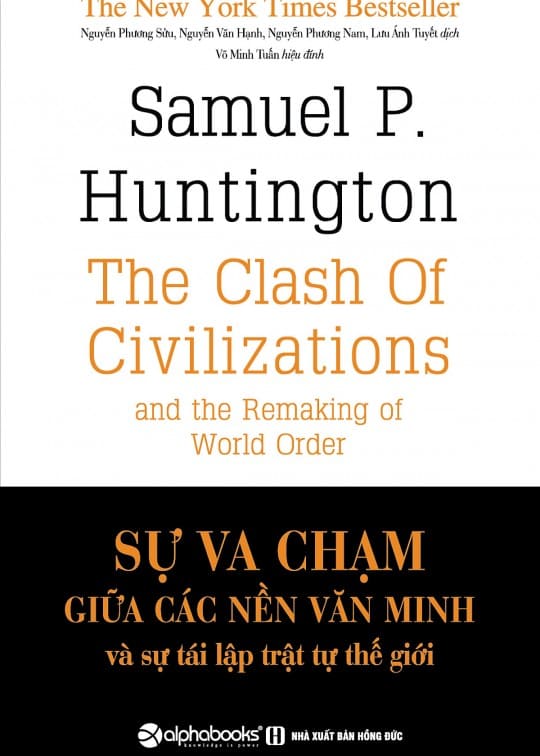 The New York Times Bestseller
Nguyễn Phương Sửu, Nguyễn Văn Hạnh, Nguyễn Phương Nam, Lưu Ánh Tuyết dịch
Võ Minh Tuấn hiệu đính
Samuel P.
Huntington
The Clash Of
Civilizations
and the Remaking of
World Order
SỰ VA CHẠM
GIỮA CÁC NỀN VĂN MINH
và sự tái lập trật tự thế giới
alphabooks®
knowledge is power
H NHÀ XUẤT BẢN HỒNG ĐỨC